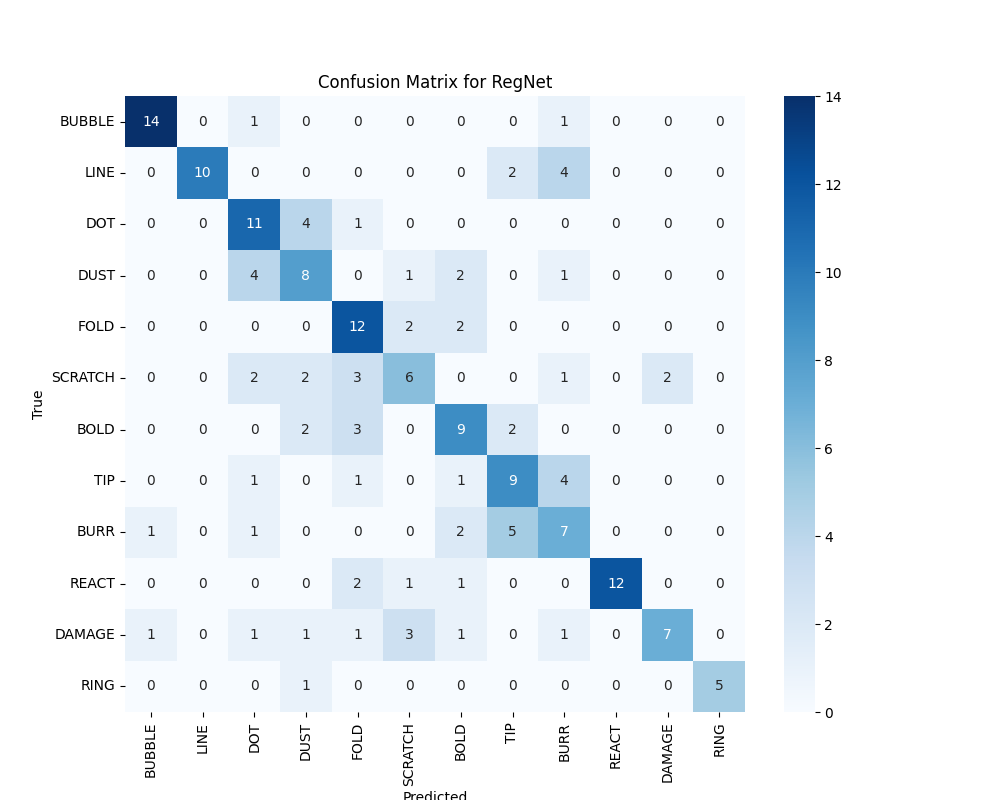 Confusion Matrix for RegNet
True
BUBBLE 14 0 1 0 0 0 0 0 1 0 0 0
LINE 0 10 0 0 0 0 0 2 4 0 0 0
DOT 0 0 11 4 1 0 0 0 0 0 0 0
DUST 0 0 4 8 0 1 2 0 1 0 0 0
FOLD 0 0 0 0 12 2 2 0 0 0 0 0
SCRATCH 0 0 2 2 3 6 0 0 1 0 2 0
BOLD 0 0 0 2 3 0 9 2 0 0 0 0
TIP 0 0 1 0 1 0 1 9 4 0 0 0
BURR 1 0 1 0 0 0 2 5 7 0 0 0
REACT 0 0 0 0 2 1 1 0 0 12 0 0
DAMAGE 1 0 1 1 1 3 1 0 1 0 7 0
RING 0 0 0 1 0 0 0 0 0 0 0 5
BUBBLE LINE DOT DUST FOLD SCRATCH BOLD TIP BURR REACT DAMAGE RING
Predicted
14
12
10
8
6
4
2
0